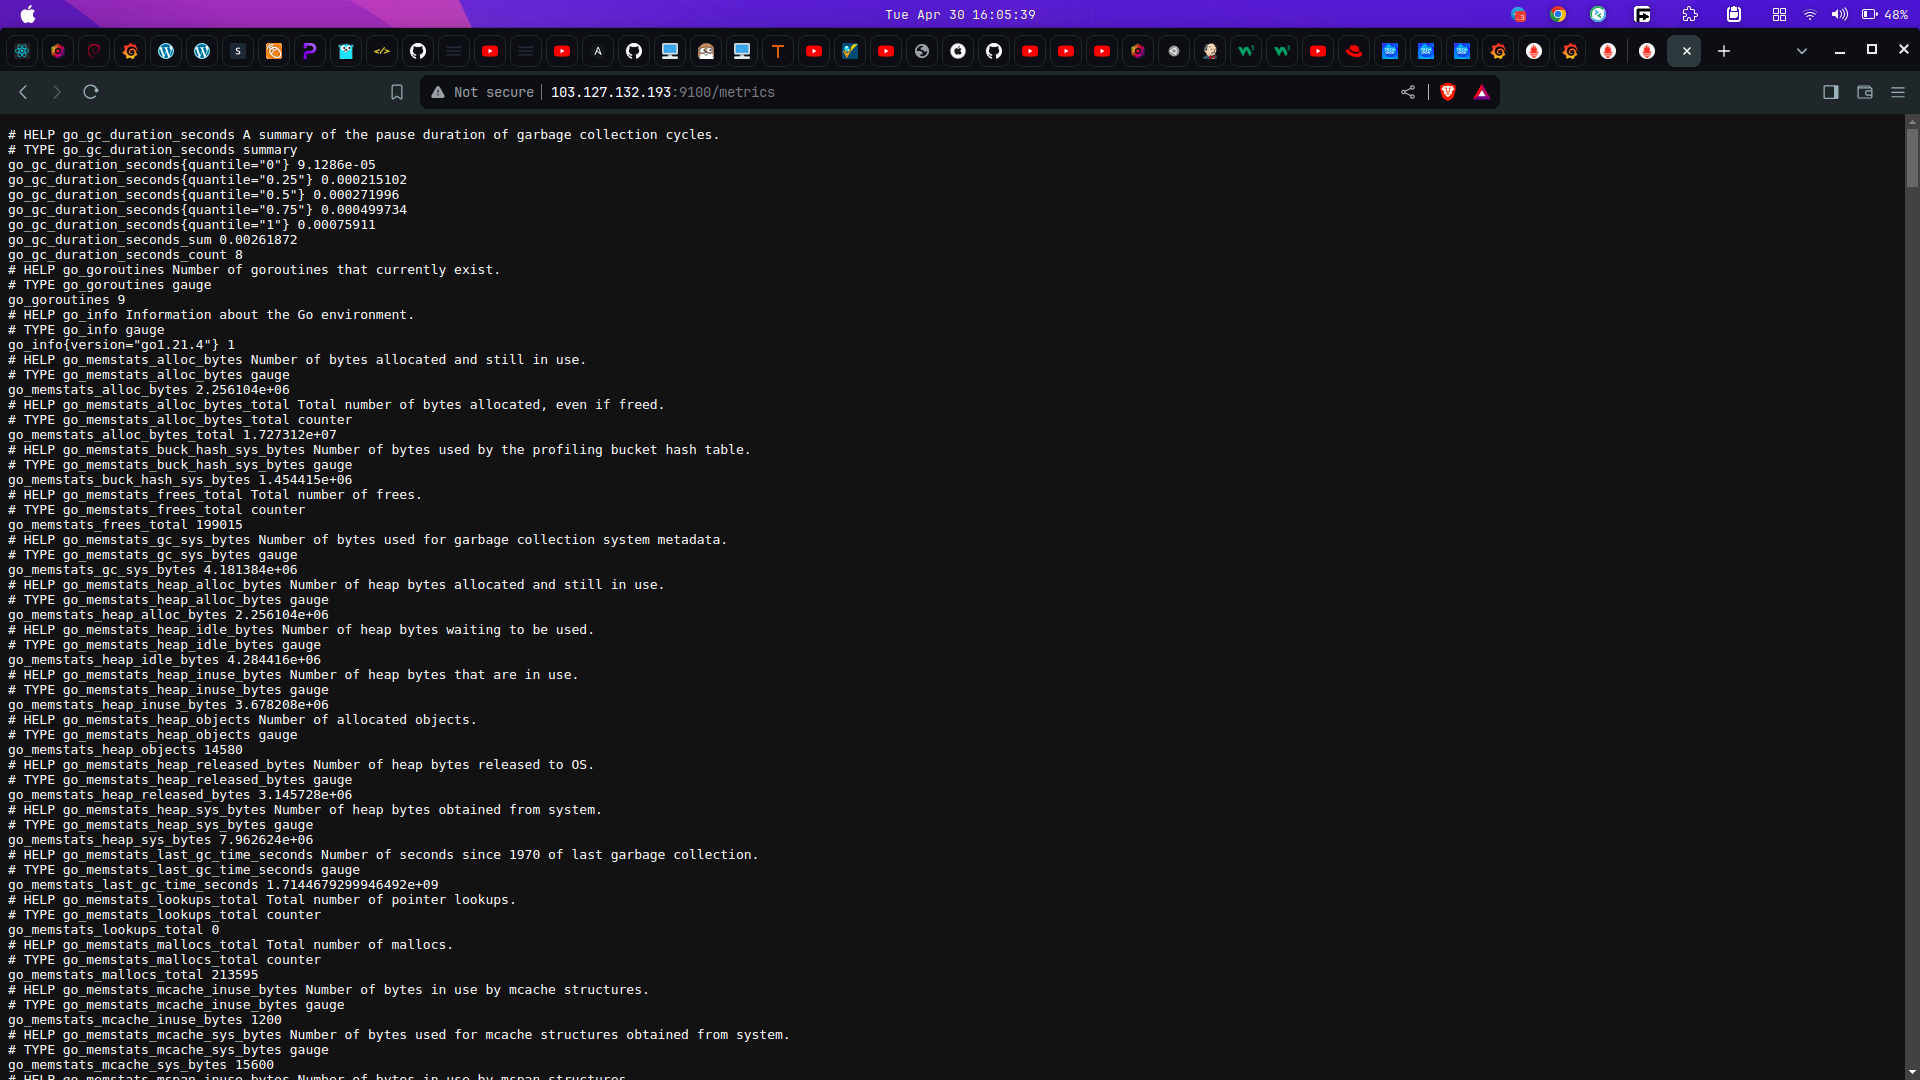 Tue Apr 30 16:05:39
48%
Not secure 103.127.132.193:9100/metrics
# HELP go_gc_duration_seconds A summary of the pause duration of garbage collection cycles.
# TYPE go_gc_duration_seconds summary
go_gc_duration_seconds{quantile="0"} 9.1286e-05
go_gc_duration_seconds{quantile="0.25"} 0.000215102
go_gc_duration_seconds{quantile="0.5"} 0.000271996
go_gc_duration_seconds{quantile="0.75"} 0.000499734
go_gc_duration_seconds{quantile="1"} 0.00075911
go_gc_duration_seconds_sum 0.00261872
go_gc_duration_seconds_count 8
# HELP go_goroutines Number of goroutines that currently exist.
# TYPE go_goroutines gauge
go_goroutines 9
# HELP go_info Information about the Go environment.
# TYPE go_info gauge
go_info{version="go1.21.4"} 1
# HELP go_memstats_alloc_bytes Number of bytes allocated and still in use.
# TYPE go_memstats_alloc_bytes gauge
go_memstats_alloc_bytes 2.256104e+06
# HELP go_memstats_alloc_bytes_total Total number of bytes allocated, even if freed.
# TYPE go_memstats_alloc_bytes_total counter
go_memstats_alloc_bytes_total 1.727312e+07
# HELP go_memstats_buck_hash_sys_bytes Number of bytes used by the profiling bucket hash table.
# TYPE go_memstats_buck_hash_sys_bytes gauge
go_memstats_buck_hash_sys_bytes 1.454415e+06
# HELP go_memstats_frees_total Total number of frees.
# TYPE go_memstats_frees_total counter
go_memstats_frees_total 199015
# HELP go_memstats_gc_sys_bytes Number of bytes used for garbage collection system metadata.
# TYPE go_memstats_gc_sys_bytes gauge
go_memstats_gc_sys_bytes 4.181384e+06
# HELP go_memstats_heap_alloc_bytes Number of heap bytes allocated and still in use.
# TYPE go_memstats_heap_alloc_bytes gauge
go_memstats_heap_alloc_bytes 2.256104e+06
# HELP go_memstats_heap_idle_bytes Number of heap bytes waiting to be used.
# TYPE go_memstats_heap_idle_bytes gauge
go_memstats_heap_idle_bytes 4.284416e+06
# HELP go_memstats_heap_inuse_bytes Number of heap bytes that are in use.
# TYPE go_memstats_heap_inuse_bytes gauge
go_memstats_heap_inuse_bytes 3.678208e+06
# HELP go_memstats_heap_objects Number of allocated objects.
# TYPE go_memstats_heap_objects gauge
go_memstats_heap_objects 14580
# HELP go_memstats_heap_released_bytes Number of heap bytes released to OS.
# TYPE go_memstats_heap_released_bytes gauge
go_memstats_heap_released_bytes 3.145728e+06
# HELP go_memstats_heap_sys_bytes Number of heap bytes obtained from system.
# TYPE go_memstats_heap_sys_bytes gauge
go_memstats_heap_sys_bytes 7.962624e+06
# HELP go_memstats_last_gc_time_seconds Number of seconds since 1970 of last garbage collection.
# TYPE go_memstats_last_gc_time_seconds gauge
go_memstats_last_gc_time_seconds 1.7144679299946492e+09
# HELP go_memstats_lookups_total Total number of pointer lookups.
# TYPE go_memstats_lookups_total counter
go_memstats_lookups_total 0
# HELP go_memstats_mallocs_total Total number of mallocs.
# TYPE go_memstats_mallocs_total counter
go_memstats_mallocs_total 213595
# HELP go_memstats_mcache_inuse_bytes Number of bytes in use by mcache structures.
# TYPE go_memstats_mcache_inuse_bytes gauge
go_memstats_mcache_inuse_bytes 1200
# HELP go_memstats_mcache_sys_bytes Number of bytes used for mcache structures obtained from system.
# TYPE go_memstats_mcache_sys_bytes gauge
go_memstats_mcache_sys_bytes 15600
# HELP go_memstats_mspan_inuse_bytes Number of bytes in use by mspan structures.